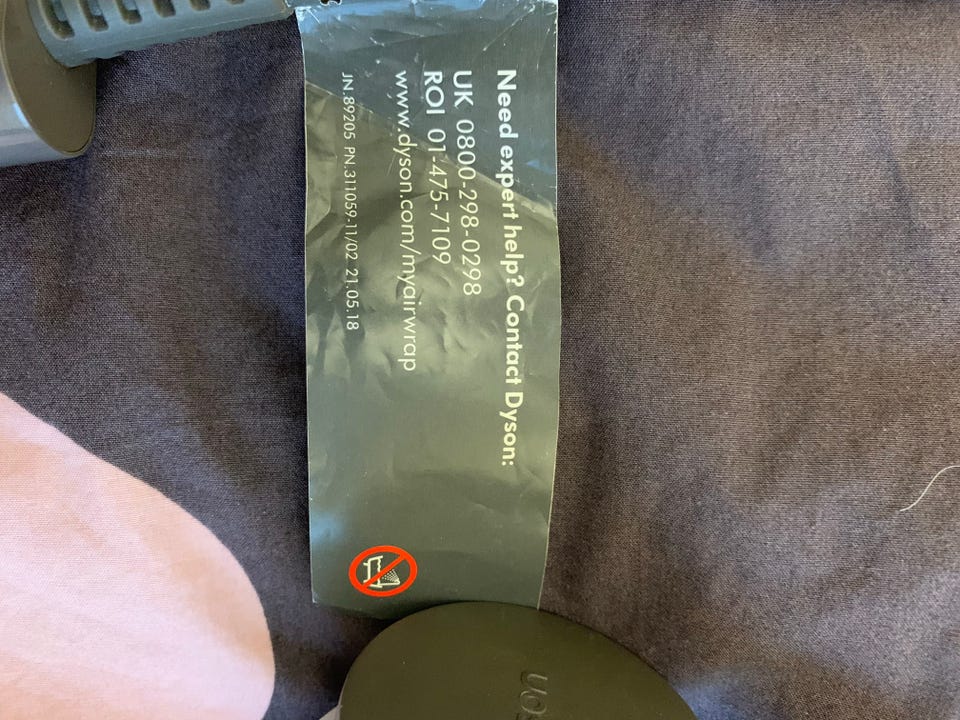 Need expert help? Contact Dyson:
UK 0800-298-0298
ROI 01-475-7109
www.dyson.com/myairwrap
JN.89205 PN.311059-11/02 21.05.18